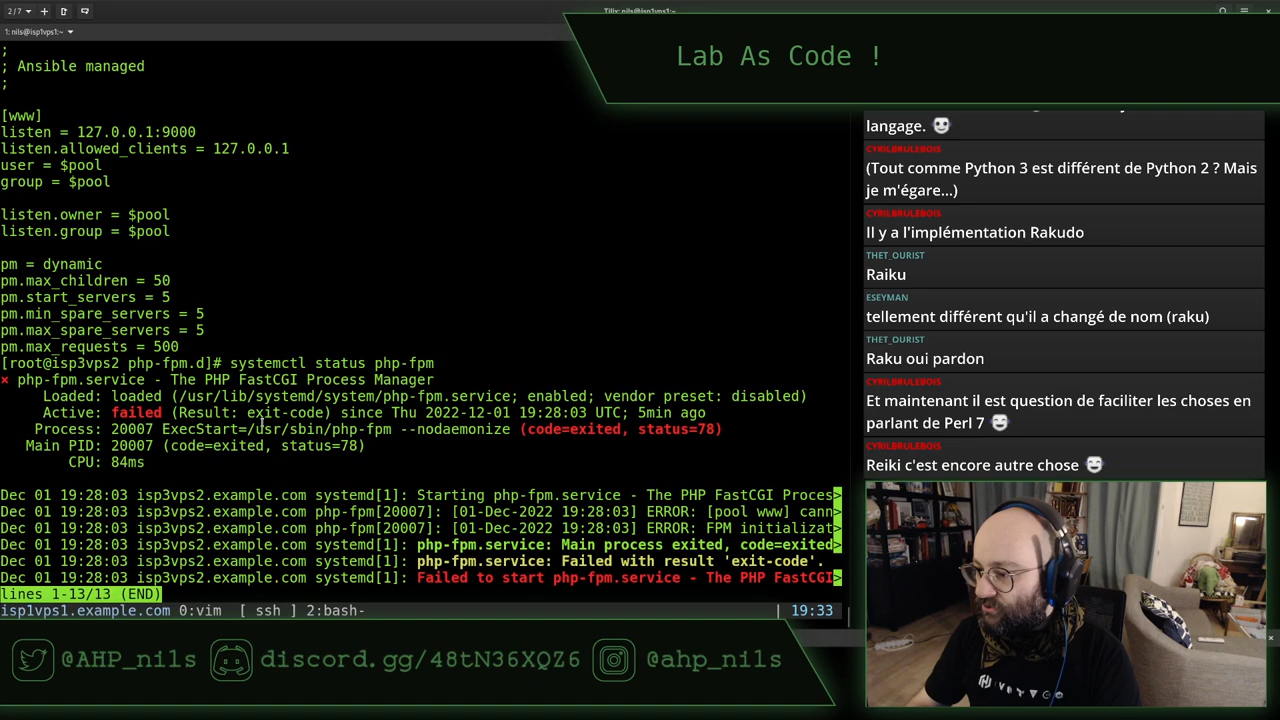 2/7
Tilix: nils@isp1vps1:~
1: nils@isp1vps1:~
;
; Ansible managed
;
[www]
listen = 127.0.0.1:9000
listen.allowed_clients = 127.0.0.1
user = $pool
group = $pool
listen.owner = $pool
listen.group = $pool
pm = dynamic
pm.max_children = 50
pm.start_servers = 5
pm.min_spare_servers = 5
pm.max_spare_servers = 5
pm.max_requests = 500
[root@isp3vps2 php-fpm.d]# systemctl status php-fpm
× php-fpm.service - The PHP FastCGI Process Manager
Loaded: loaded (/usr/lib/systemd/system/php-fpm.service; enabled; vendor preset: disabled)
Active: failed (Result: exit-code) since Thu 2022-12-01 19:28:03 UTC; 5min ago
Process: 20007 ExecStart=/usr/sbin/php-fpm --nodaemonize (code=exited, status=78)
Main PID: 20007 (code=exited, status=78)
CPU: 84ms
Dec 01 19:28:03 isp3vps2.example.com systemd[1]: Starting php-fpm.service - The PHP FastCGI Proces>
Dec 01 19:28:03 isp3vps2.example.com php-fpm[20007]: [01-Dec-2022 19:28:03] ERROR: [pool www] cann>
Dec 01 19:28:03 isp3vps2.example.com php-fpm[20007]: [01-Dec-2022 19:28:03] ERROR: FPM initializat>
Dec 01 19:28:03 isp3vps2.example.com systemd[1]: php-fpm.service: Main process exited, code=exited>
Dec 01 19:28:03 isp3vps2.example.com systemd[1]: php-fpm.service: Failed with result 'exit-code'.
Dec 01 19:28:03 isp3vps2.example.com systemd[1]: Failed to start php-fpm.service - The PHP FastCGI>
lines 1-13/13 (END)
isp1vps1.example.com 0:vim [ ssh ] 2:bash- | 19:33
Lab As Code !
langage.
CYRILBRULEBOIS
(Tout comme Python 3 est différent de Python 2 ? Mais
je m'égare...)
CYRILBRULEBOIS
Il y a l'implémentation Rakudo
THET_OURIST
Raiku
ESEYMAN
tellement différent qu'il a changé de nom (raku)
THET_OURIST
Raku oui pardon
CYRILBRULEBOIS
Et maintenant il est question de faciliter les choses en
parlant de Perl 7
CYRILBRULEBOIS
Reiki c'est encore autre chose
@AHP_nils discord.gg/48tN36XQZ6 @ahp_nils